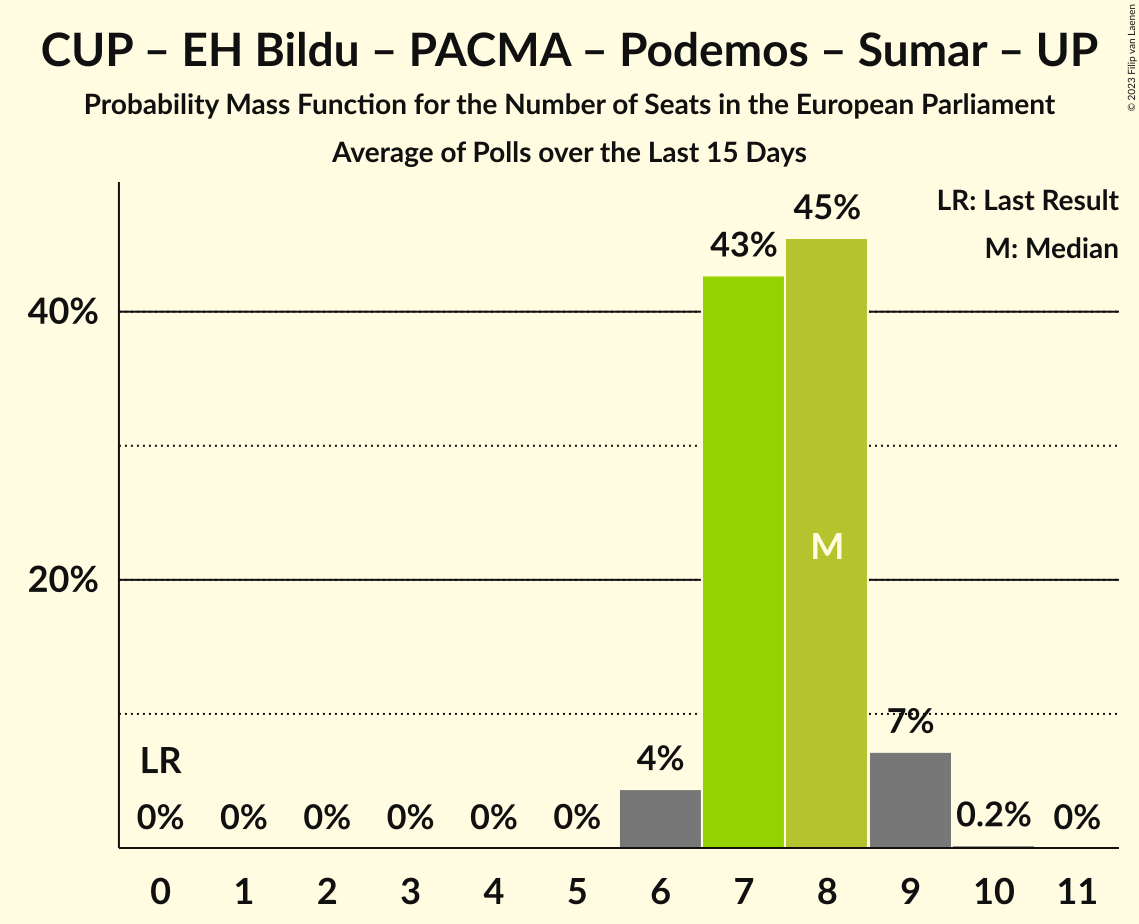 CUP – EH Bildu – PACMA – Podemos – Sumar – UP
Probability Mass Function for the Number of Seats in the European Parliament
Average of Polls over the Last 15 Days
© 2023 Filip van Laenen
LR: Last Result
M: Median
45%
43%
40%
M
20%
7%
LR
4%
0% 0% 0% 0% 0% 0% 0.2% 0%
0 1 2 3 4 5 6 7 8 9 10 11